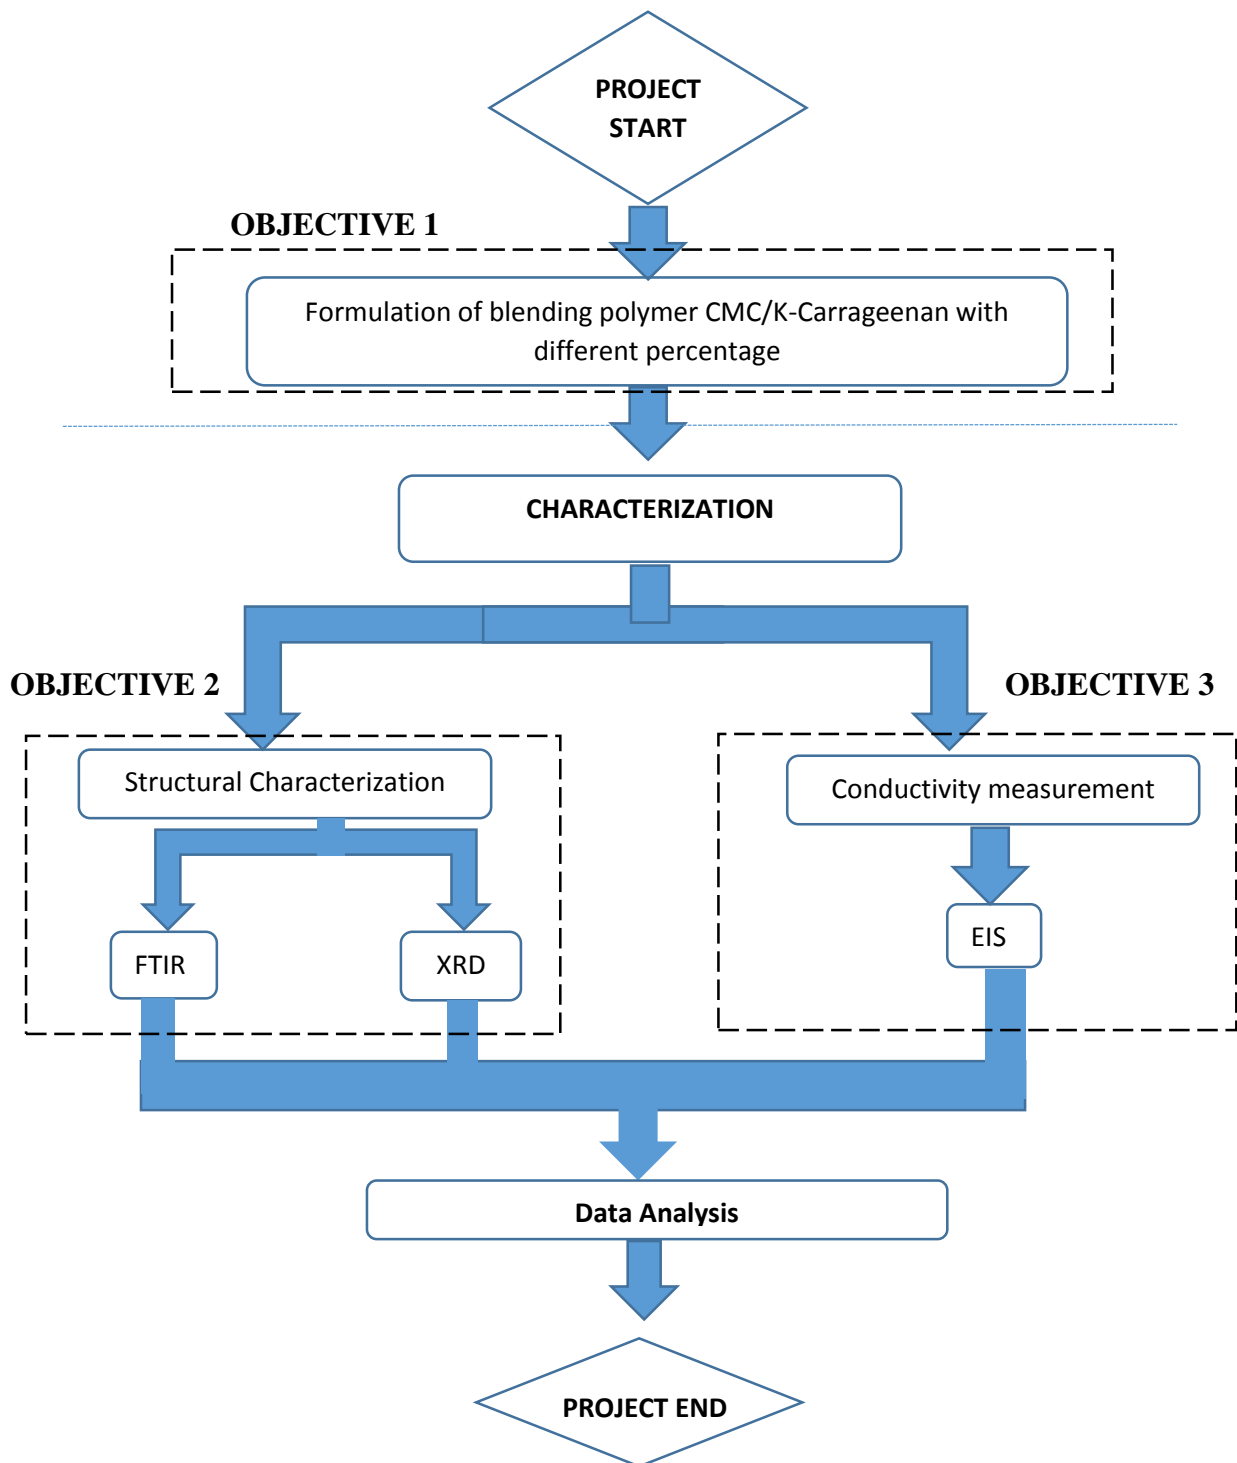 PROJECT
START
OBJECTIVE 1
Formulation of blending polymer CMC/K-Carrageenan with
different percentage
CHARACTERIZATION
OBJECTIVE 2
OBJECTIVE 3
Structural Characterization
Conductivity measurement
FTIR
XRD
EIS
Data Analysis
PROJECT END